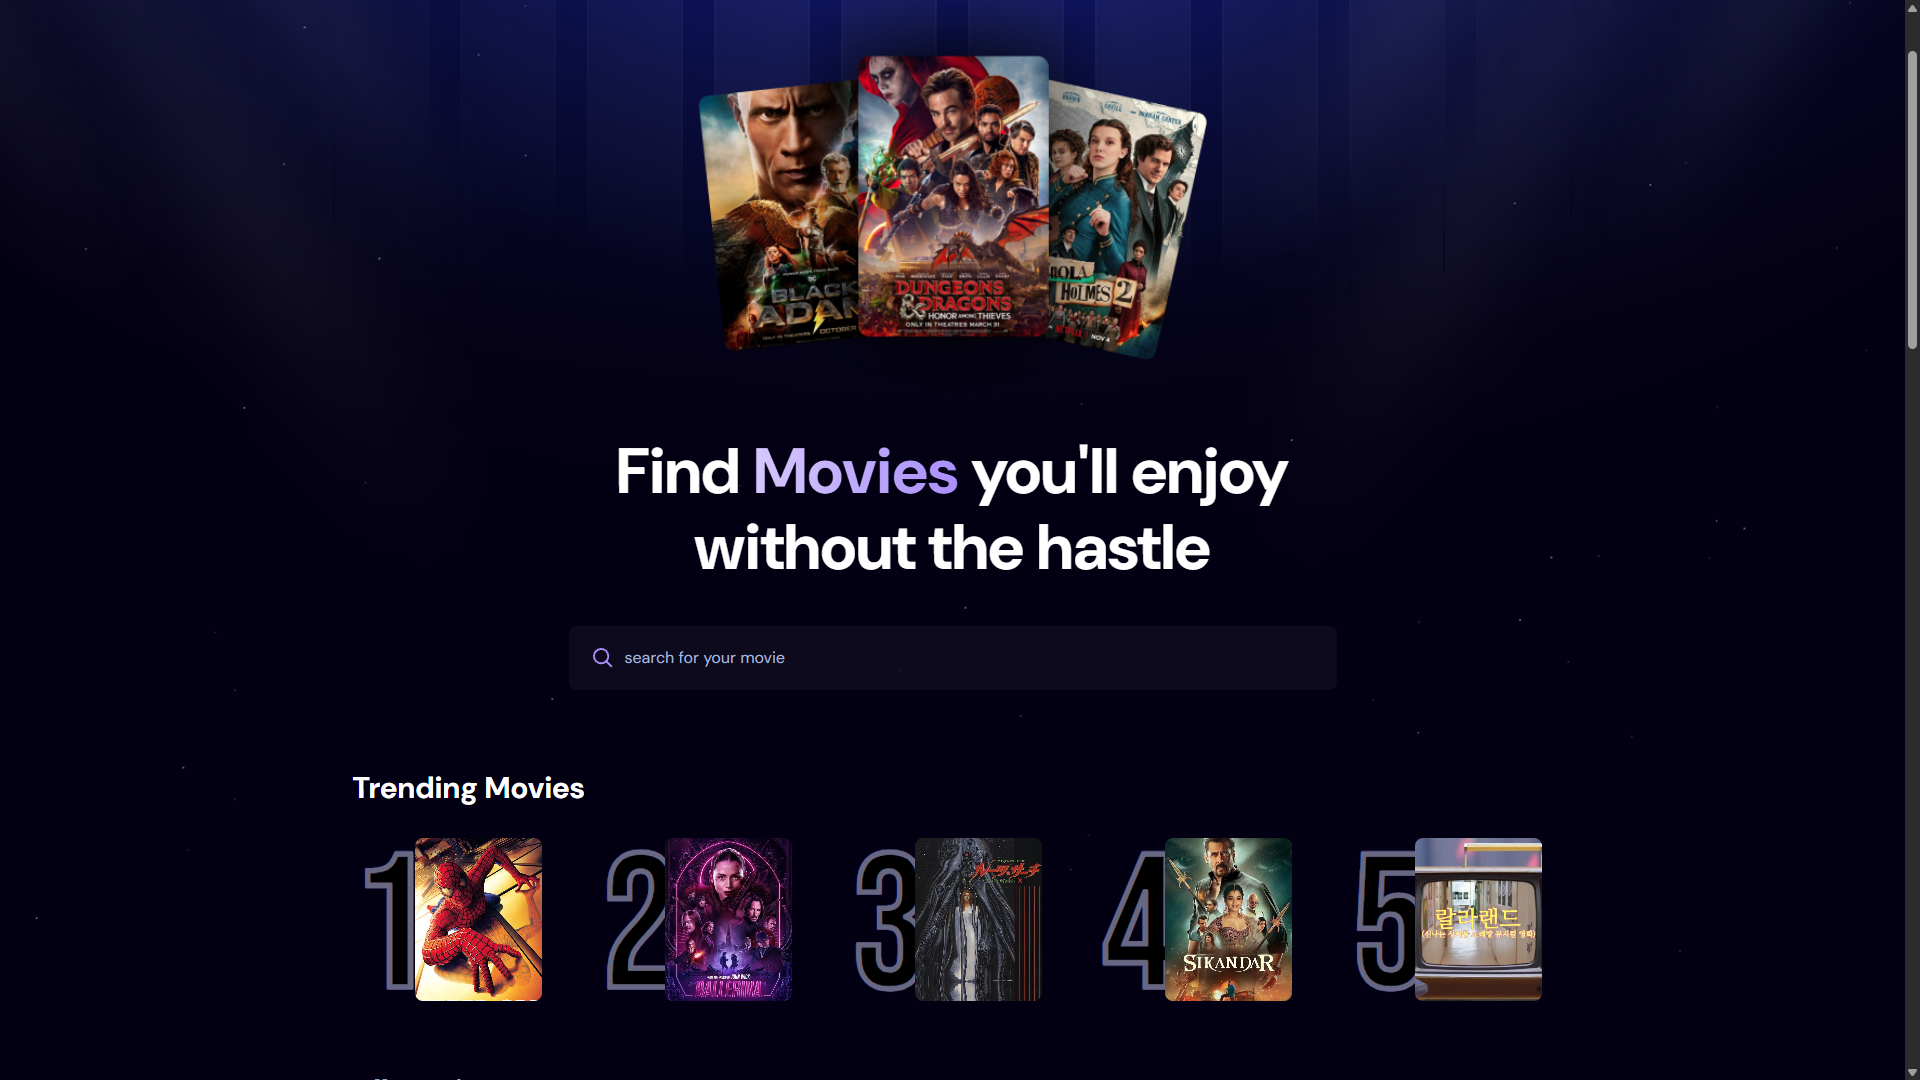 BLACK
ADAM
OCTOBER
DUNGEONS
& DRAGONS
HONOR AMONG THIEVES
ONLY IN THEATRES MARCH 31
HOLMES 2
NETFLIX
NOV 4
Find Movies you'll enjoy
without the hastle
search for your movie
Trending Movies
1
2
BALLERINA
3
4
SIKANDAR
5
랄라랜드